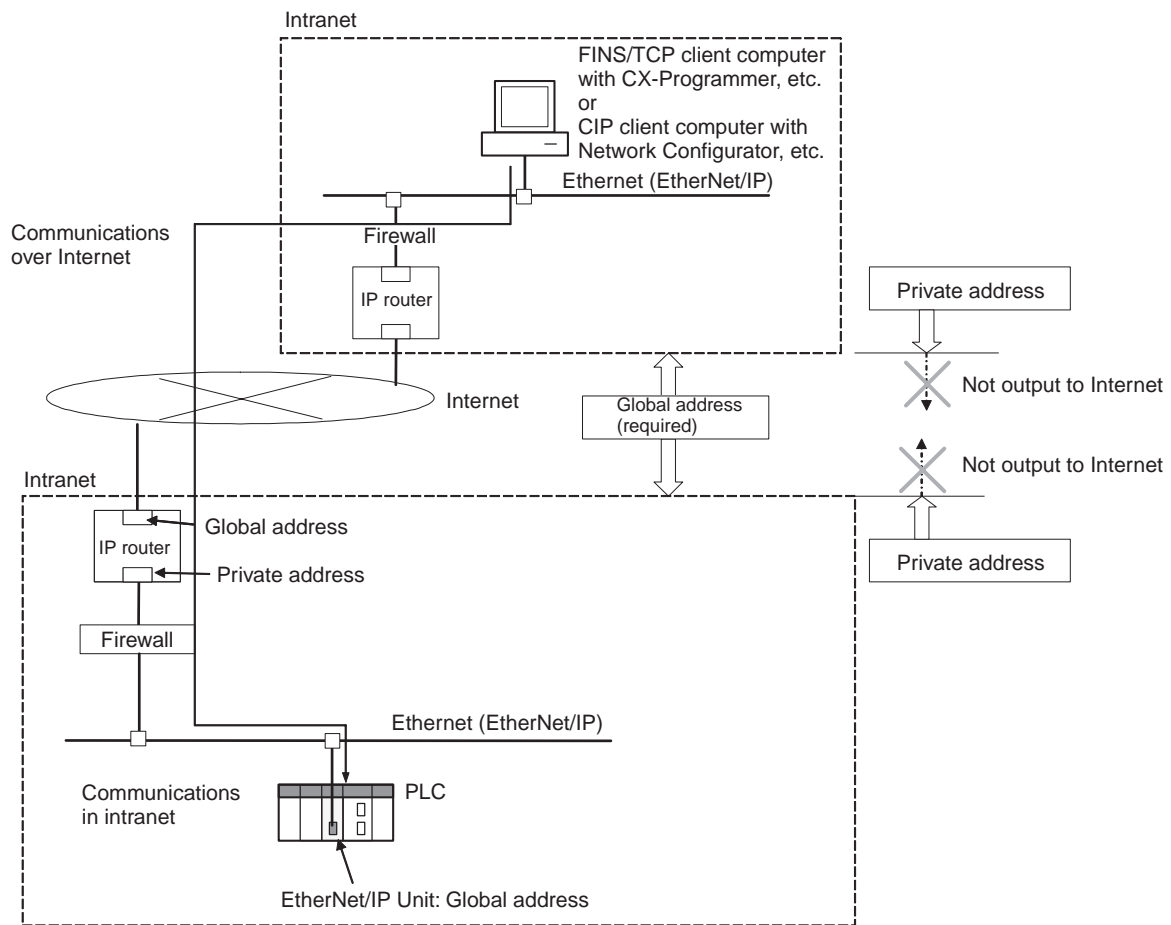 Intranet
FINS/TCP client computer
with CX-Programmer, etc.
or
CIP client computer with
Network Configurator, etc.
Ethernet (EtherNet/IP)
Communications
over Internet
Firewall
IP router
Private address
Internet
Global address
(required)
Not output to Internet
Not output to Internet
Intranet
Global address
IP router
Private address
Private address
Firewall
Ethernet (EtherNet/IP)
Communications
in intranet
PLC
EtherNet/IP Unit: Global address